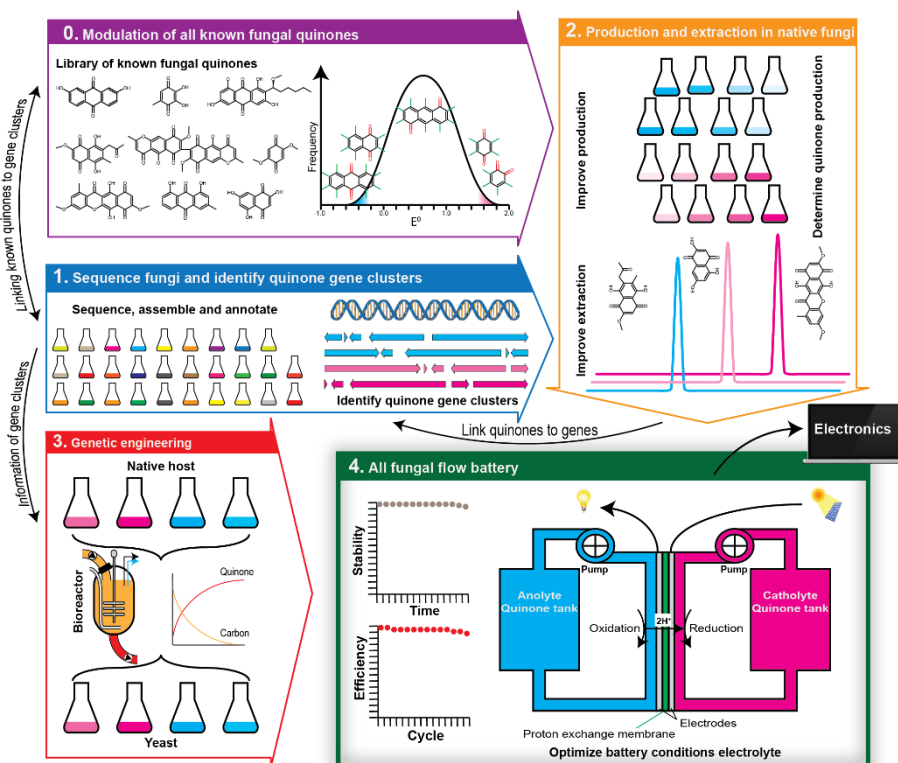 0. Modulation of all known fungal quinones
Library of known fungal quinones
Frequency
-1.0
0.0
1.0
2.0
E⁰
Linking known quinones to gene clusters
1. Sequence fungi and identify quinone gene clusters
Sequence, assemble and annotate
Identify quinone gene clusters
2. Production and extraction in native fungi
Improve production
Determine quinone production
Improve extraction
Link quinones to genes
Information of gene clusters
3. Genetic engineering
Native host
Bioreactor
Quinone
Carbon
Yeast
Electronics
4. All fungal flow battery
Stability
Time
Efficiency
Cycle
Pump
Pump
Anolyte
Quinone tank
Catholyte
Quinone tank
Oxidation
2H⁺
Reduction
Electrodes
Proton exchange membrane
Optimize battery conditions electrolyte